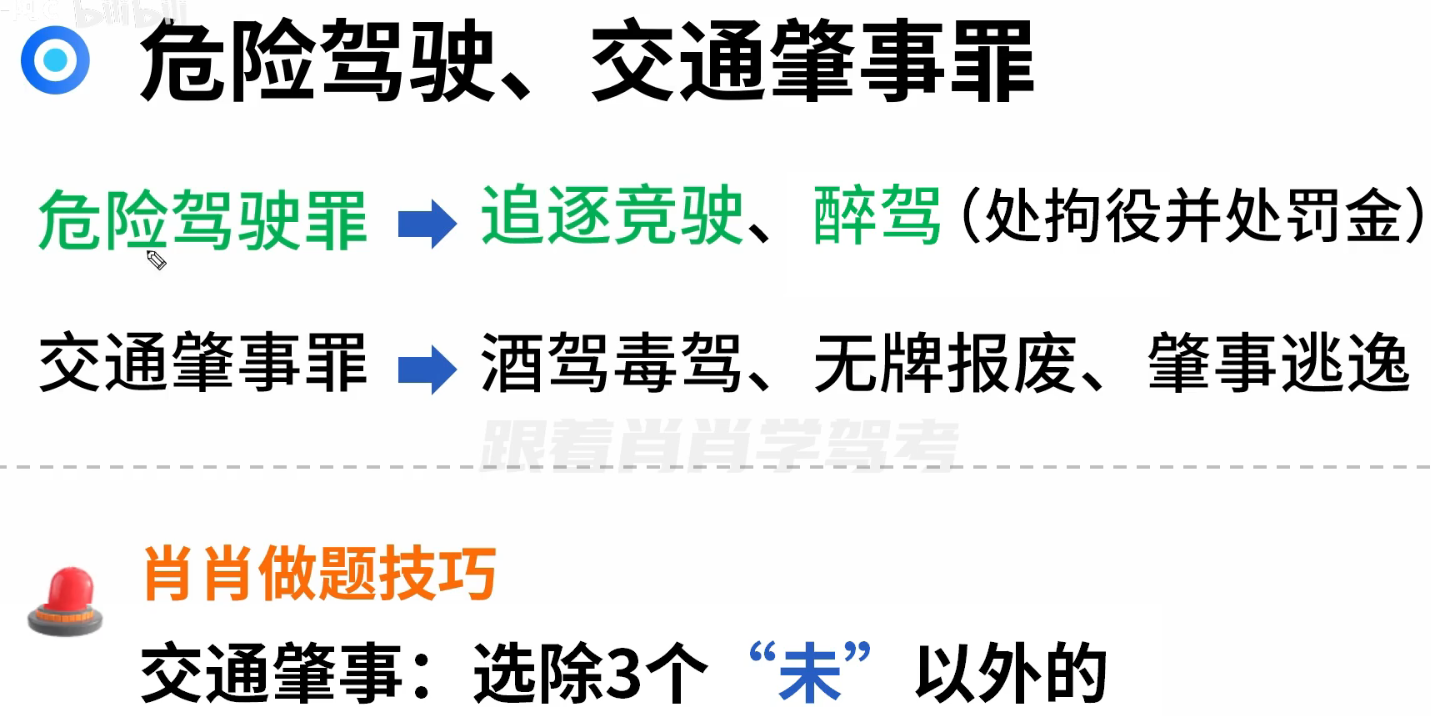 bilibili
危险驾驶、交通肇事罪
危险驾驶罪 追逐竞驶、醉驾（处拘役并处罚金）
交通肇事罪 酒驾毒驾、无牌报废、肇事逃逸
跟着肖肖学驾考
肖肖做题技巧
交通肇事：选除3个“未”以外的